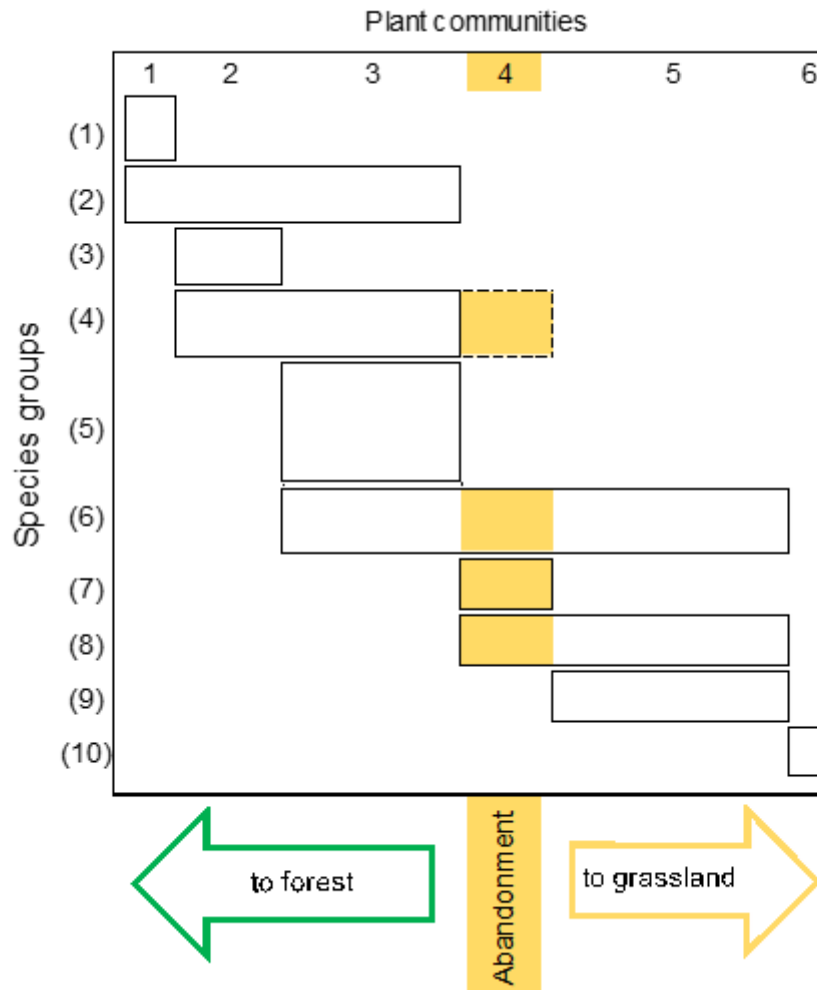 Plant communities
1 2 3 4 5 6
(1)
(2)
(3)
(4)
(5)
(6)
(7)
(8)
(9)
(10)
Species groups
to forest
Abandonment
to grassland